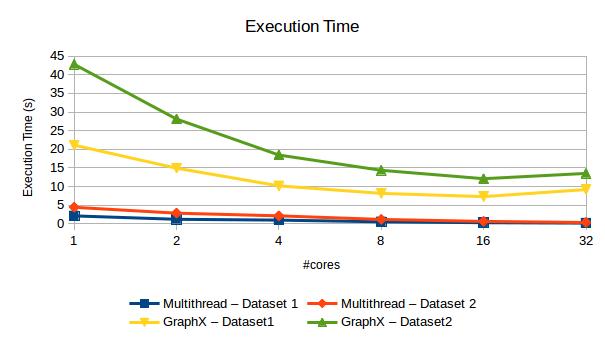 Execution Time
45
40
35
30
25
20
15
10
5
0
Execution Time (s)
1 2 4 8 16 32
#cores
Multithread – Dataset 1 Multithread – Dataset 2
GraphX – Dataset1 GraphX – Dataset2